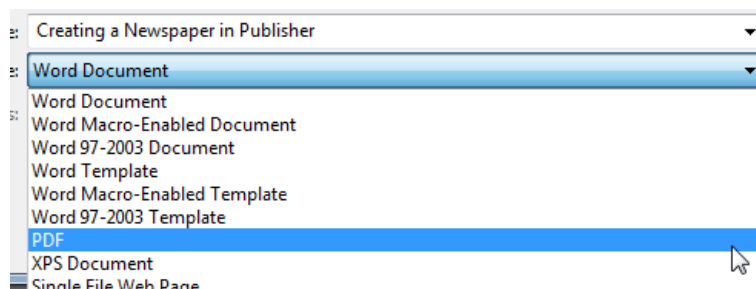 e: Creating a Newspaper in Publisher
e: Word Document
s:
Word Document
Word Macro-Enabled Document
Word 97-2003 Document
Word Template
Word Macro-Enabled Template
Word 97-2003 Template
PDF
XPS Document
Single File Web Page